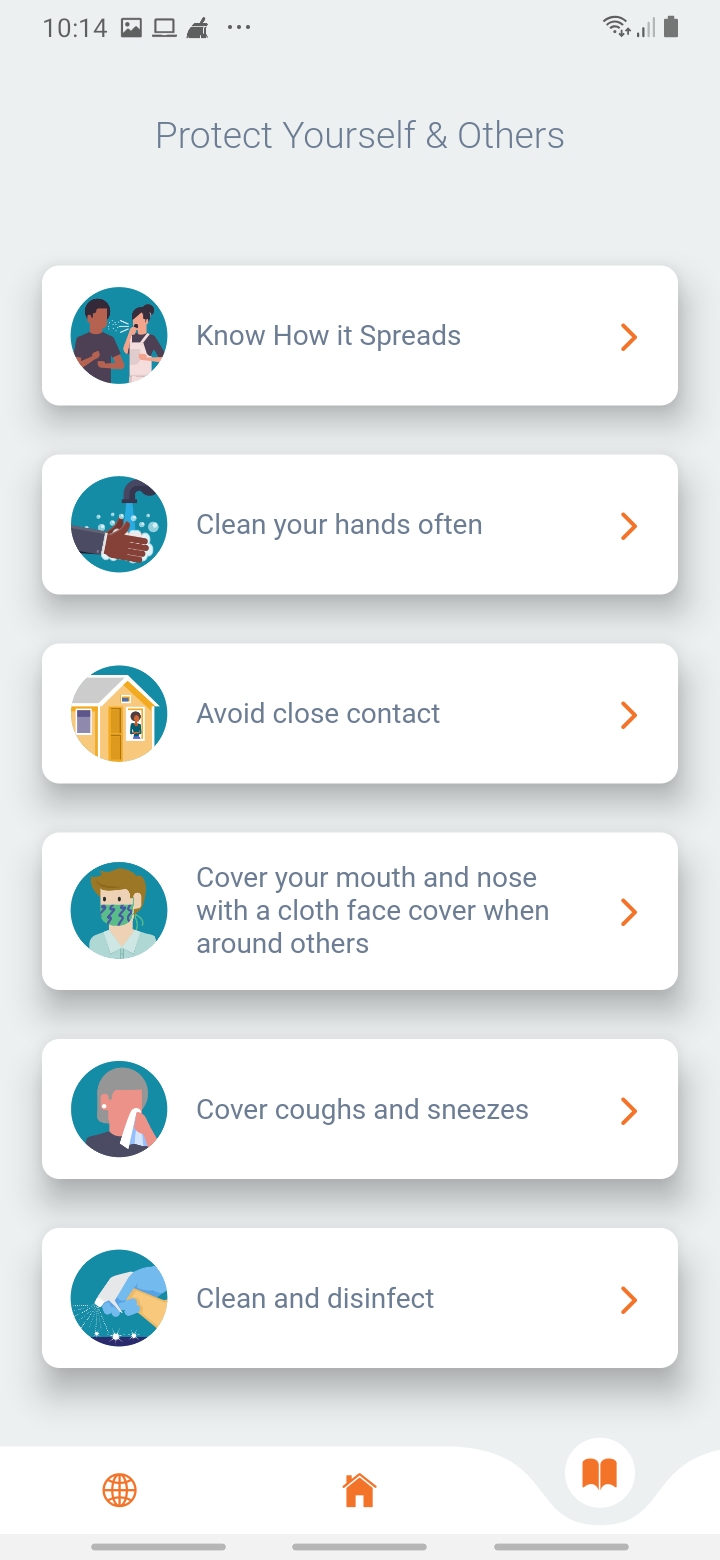 10:14
Protect Yourself & Others
Know How it Spreads
Clean your hands often
Avoid close contact
Cover your mouth and nose
with a cloth face cover when
around others
Cover coughs and sneezes
Clean and disinfect